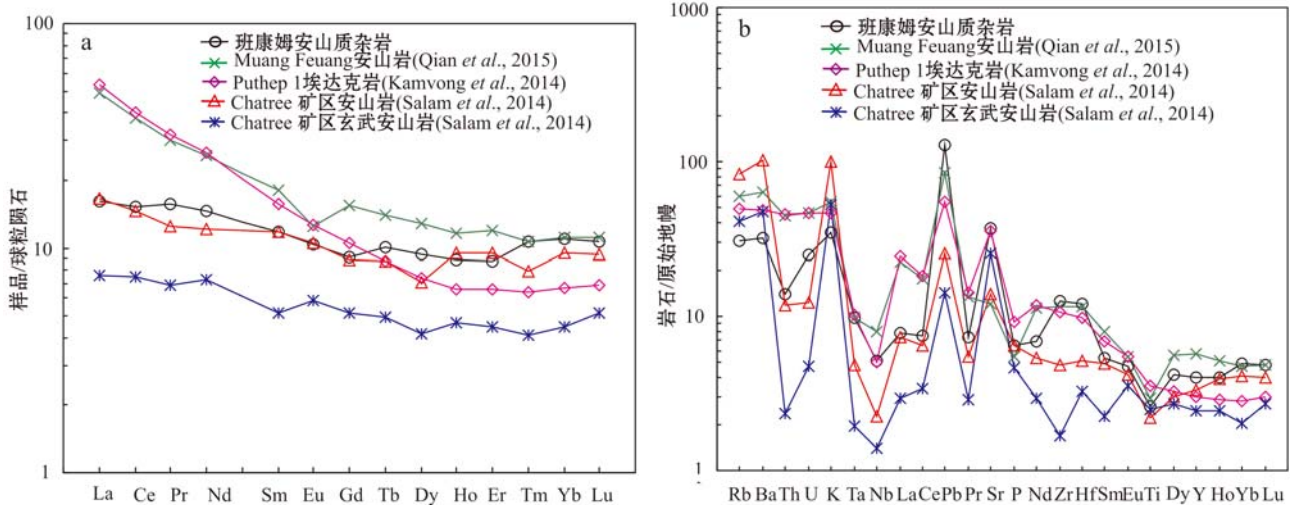 100
10
1
样品/球粒陨石
a
班康姆安山质杂岩
Muang Feuang安山岩(Qian et al., 2015)
Puthep 1埃达克岩(Kamvong et al., 2014)
Chatree 矿区安山岩(Salam et al., 2014)
Chatree 矿区玄武安山岩(Salam et al., 2014)
La Ce Pr Nd Sm Eu Gd Tb Dy Ho Er Tm Yb Lu
1000
100
10
1
岩石/原始地幔
b
班康姆安山质杂岩
Muang Feuang安山岩(Qian et al., 2015)
Puthep 1埃达克岩(Kamvong et al., 2014)
Chatree 矿区安山岩(Salam et al., 2014)
Chatree 矿区玄武安山岩(Salam et al., 2014)
Rb Ba Th U K Ta Nb La Ce Pb Pr Sr P Nd Zr Hf Sm Eu Ti Dy Y Ho Yb Lu